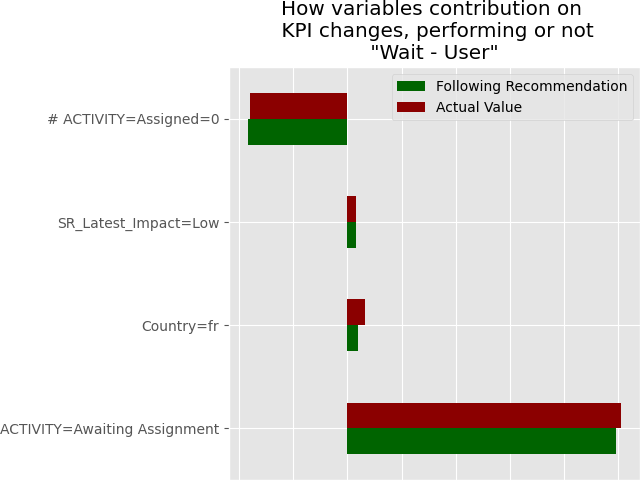 How variables contribution on
KPI changes, performing or not
"Wait - User"
Following Recommendation
Actual Value
# ACTIVITY=Assigned=0
SR_Latest_Impact=Low
Country=fr
ACTIVITY=Awaiting Assignment